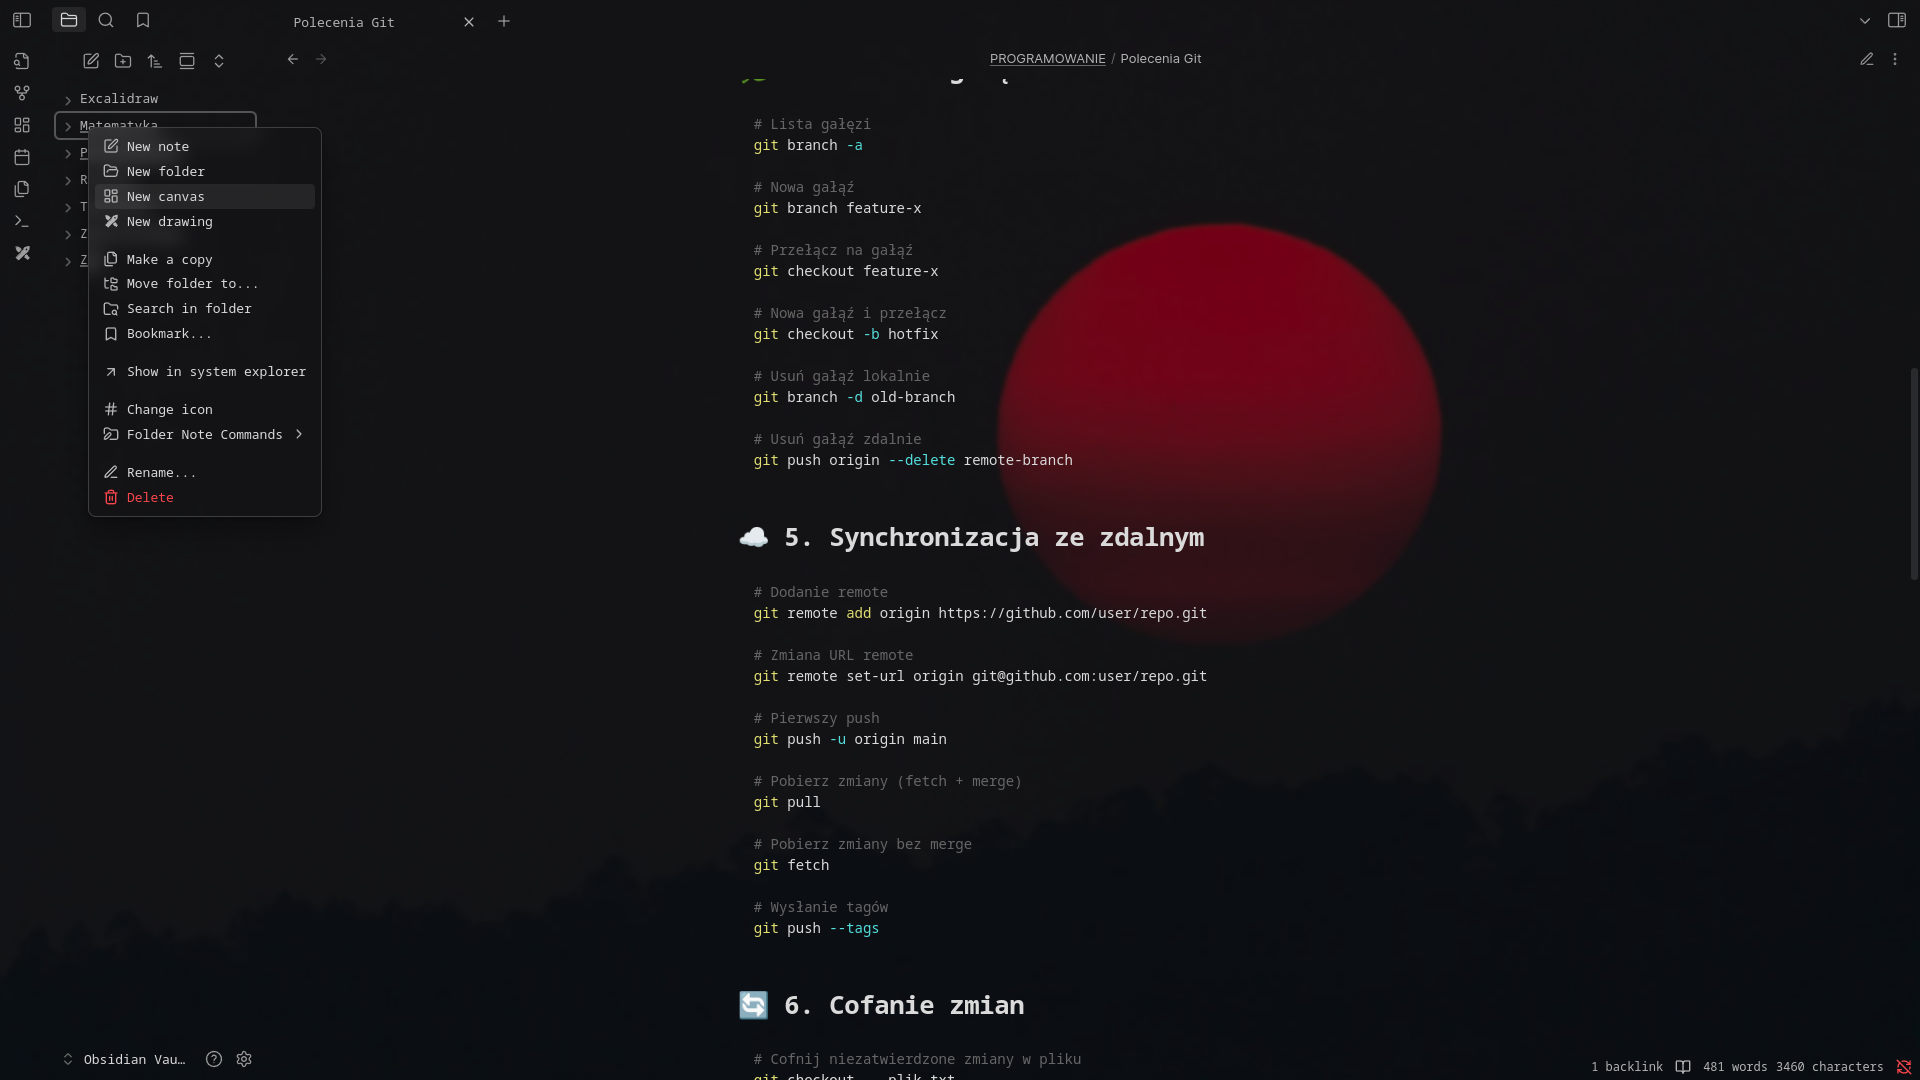 Polecenia Git
PROGRAMOWANIE / Polecenia Git
Excalidraw
Matematyka
P
R
T
Z
Z
New note
New folder
New canvas
New drawing
Make a copy
Move folder to...
Search in folder
Bookmark...
Show in system explorer
Change icon
Folder Note Commands
Rename...
Delete
# Lista gałęzi
git branch -a
# Nowa gałąź
git branch feature-x
# Przełącz na gałąź
git checkout feature-x
# Nowa gałąź i przełącz
git checkout -b hotfix
# Usuń gałąź lokalnie
git branch -d old-branch
# Usuń gałąź zdalnie
git push origin --delete remote-branch
☁️ 5. Synchronizacja ze zdalnym
# Dodanie remote
git remote add origin https://github.com/user/repo.git
# Zmiana URL remote
git remote set-url origin git@github.com:user/repo.git
# Pierwszy push
git push -u origin main
# Pobierz zmiany (fetch + merge)
git pull
# Pobierz zmiany bez merge
git fetch
# Wysłanie tagów
git push --tags
🔄 6. Cofanie zmian
# Cofnij niezatwierdzone zmiany w pliku
git checkout -- plik.txt
Obsidian Vau…
1 backlink 481 words 3460 characters